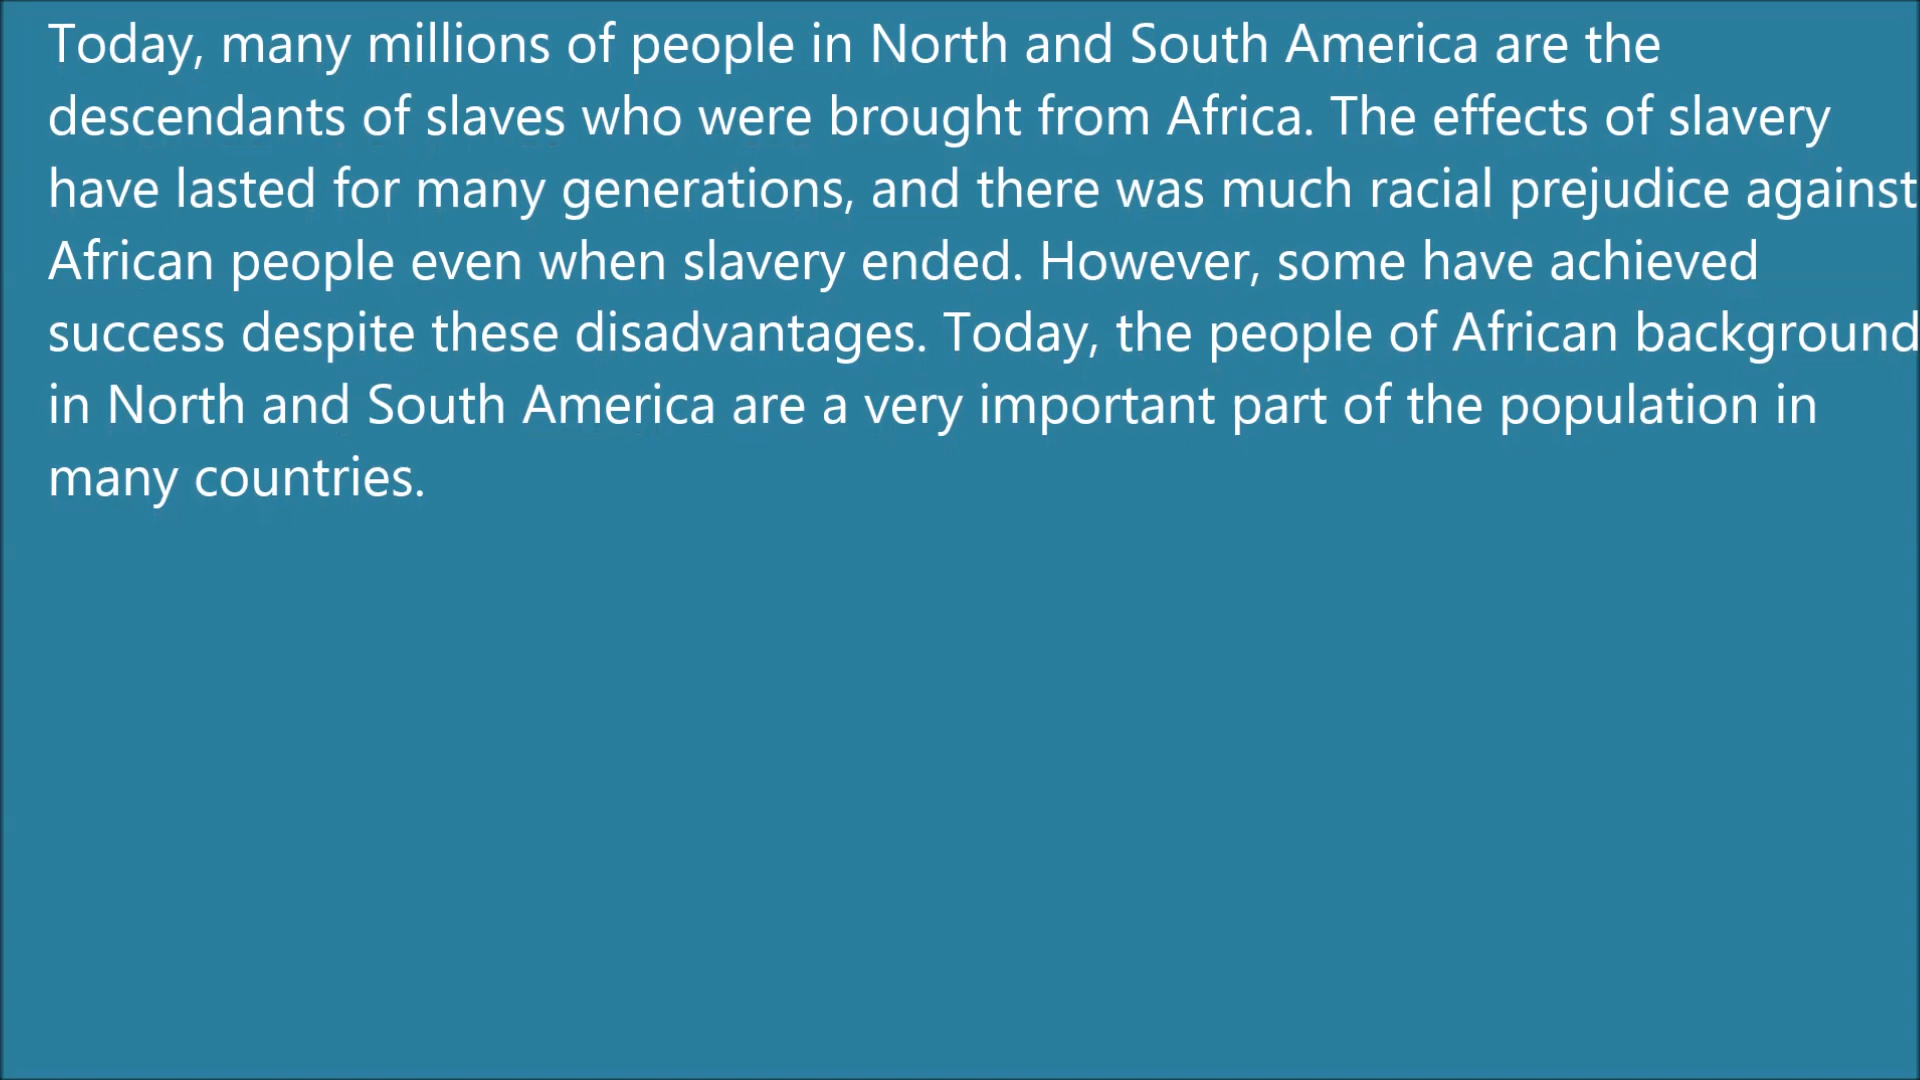 Today, many millions of people in North and South America are the
descendants of slaves who were brought from Africa. The effects of slavery
have lasted for many generations, and there was much racial prejudice against
African people even when slavery ended. However, some have achieved
success despite these disadvantages. Today, the people of African background
in North and South America are a very important part of the population in
many countries.